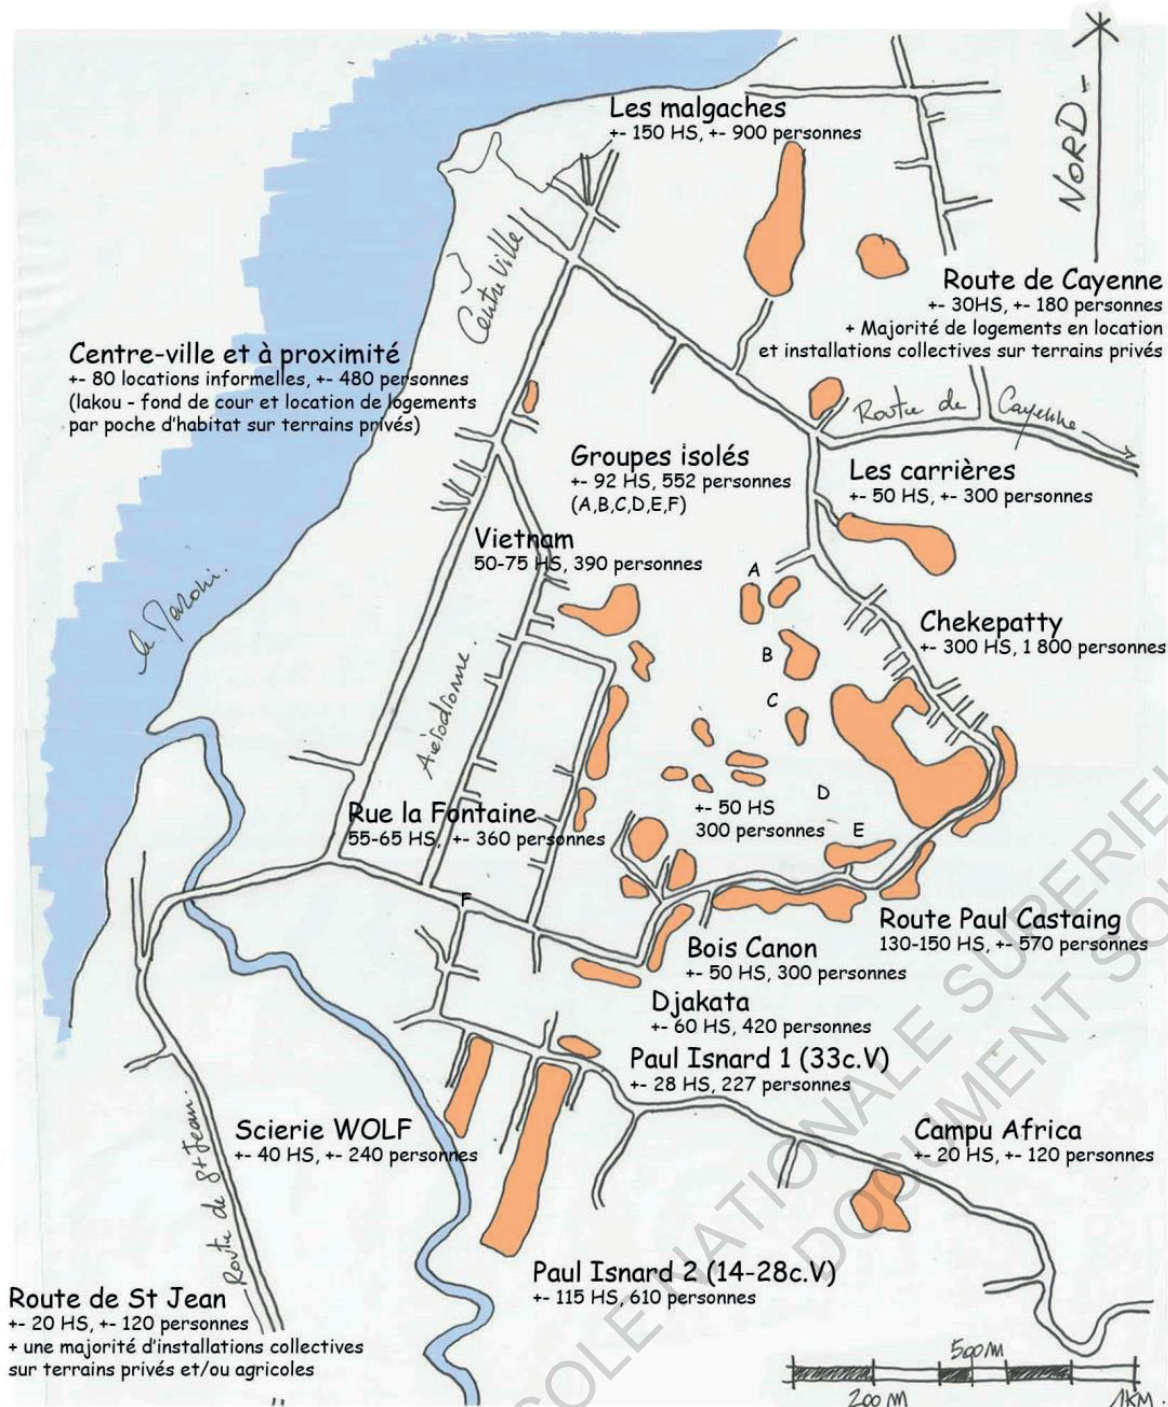 NORD-
Les malgaches
+- 150 HS, +- 900 personnes
Centre ville
Route de Cayenne
+- 30HS, +- 180 personnes
+ Majorité de logements en location
et installations collectives sur terrains privés
Centre-ville et à proximité
+- 80 locations informelles, +- 480 personnes
(lakou - fond de cour et location de logements
par poche d'habitat sur terrains privés)
Route de Cayenne
Groupes isolés
+- 92 HS, 552 personnes
(A,B,C,D,E,F)
Les carrières
+- 50 HS, +- 300 personnes
Vietnam
50-75 HS, 390 personnes
A
le Maroni.
Chekepatty
+- 300 HS, 1 800 personnes
B
C
Aérodrome.
D
Rue la Fontaine
55-65 HS, +- 360 personnes
+- 50 HS
300 personnes
E
F
Route Paul Castaing
130-150 HS, +- 570 personnes
Bois Canon
+- 50 HS, 300 personnes
Djakata
+- 60 HS, 420 personnes
Paul Isnard 1 (33c.V)
+- 28 HS, 227 personnes
Scierie WOLF
+- 40 HS, +- 240 personnes
Campu Africa
+- 20 HS, +- 120 personnes
Route de St Jean.
Paul Isnard 2 (14-28c.V)
+- 115 HS, 610 personnes
Route de St Jean
+- 20 HS, +- 120 personnes
+ une majorité d'installations collectives
sur terrains privés et/ou agricoles
500m
200 m
1KM.
COLE NATIONALE SUPERIEU
DOCUMENT SOU